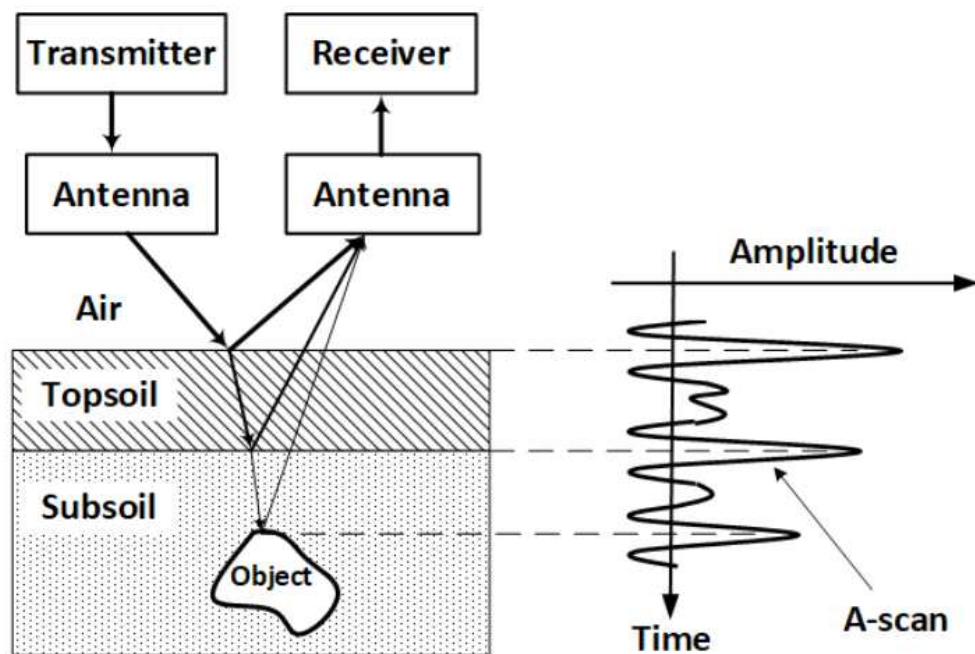 Transmitter
Receiver
Antenna
Antenna
Amplitude
Air
Topsoil
Subsoil
Object
A-scan
Time